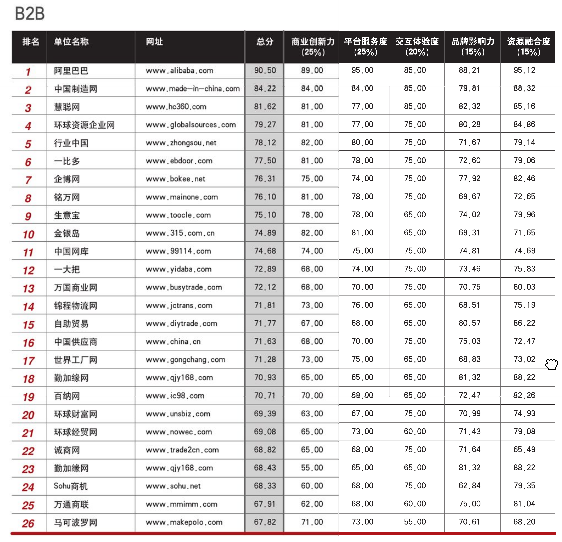 B2B
排名 单位名称 网址 总分 商业创新力 平台服务度 交互体验度 品牌影响力 资源融合度
(25%) (25%) (20%) (15%) (15%)
1 阿里巴巴 www.alibaba.com 90.50 89.00 95.00 85.00 88.21 95.12
2 中国制造网 www.made-in-china.com 84.22 84.00 84.00 85.00 79.81 88.32
3 慧聪网 www.hc360.com 81.62 81.00 77.00 85.00 82.32 85.16
4 环球资源企业网 www.globalsources.com 79.27 81.00 78.00 75.00 80.28 84.86
5 行业中国 www.zhongsou.net 78.12 82.00 80.00 75.00 71.67 79.14
6 一比多 www.ebdoor.com 77.50 81.00 78.00 75.00 72.60 79.06
7 企博网 www.bokee.net 76.31 75.00 74.00 75.00 77.92 82.46
8 铭万网 www.mainone.com 76.10 81.00 78.00 75.00 69.67 72.65
9 生意宝 www.toocle.com 75.10 78.00 78.00 65.00 74.02 79.96
10 金银岛 www.315.com.cn 74.89 82.00 81.00 65.00 69.31 71.65
11 中国网库 www.99114.com 74.68 74.00 75.00 75.00 74.81 74.69
12 一大把 www.yidaba.com 72.89 68.00 74.00 75.00 73.46 75.83
13 万国商业网 www.busytrade.com 72.12 68.00 70.00 75.00 70.75
14 锦程物流网 www.jctrans.com 71.81 73.00 76.00 65.00 68.51 75.19
15 自助贸易 www.diytrade.com 71.77 67.00 68.00 65.00 80.57 66.22
16 中国供应商 www.china.cn 71.63 68.00 70.00 75.00 75.03 72.47
17 世界工厂网 www.gongchang.com 71.28 73.00 75.00 65.00 68.83 73.02
18 勤加缘网 www.qjy168.com 70.93 65.00 65.00 65.00 81.32 68.22
19 百纳网 www.ic98.com 70.71 70.00 68.00 65.00 72.47 82.26
20 环球财富网 www.unsbiz.com 69.39 63.00 67.00 75.00 70.99 74.93
21 环球经贸网 www.nowec.com 69.08 65.00 73.00 60.00 71.43 79.08
22 诚商网 www.trade2cn.com 68.82 65.00 68.00 75.00 71.64 65.49
23 勤加缘网 www.qjy168.com 68.43 55.00 65.00 65.00 81.32 68.22
24 Sohu商机 www.sohu.net 68.33 60.00 68.00 75.00 62.84 79.35
25 万通商联 www.mmimm.com 67.91 62.00 68.00 60.00 75.00 81.04
26 马可波罗网 www.makepolo.com 67.82 71.00 73.00 55.00 70.61 68.20